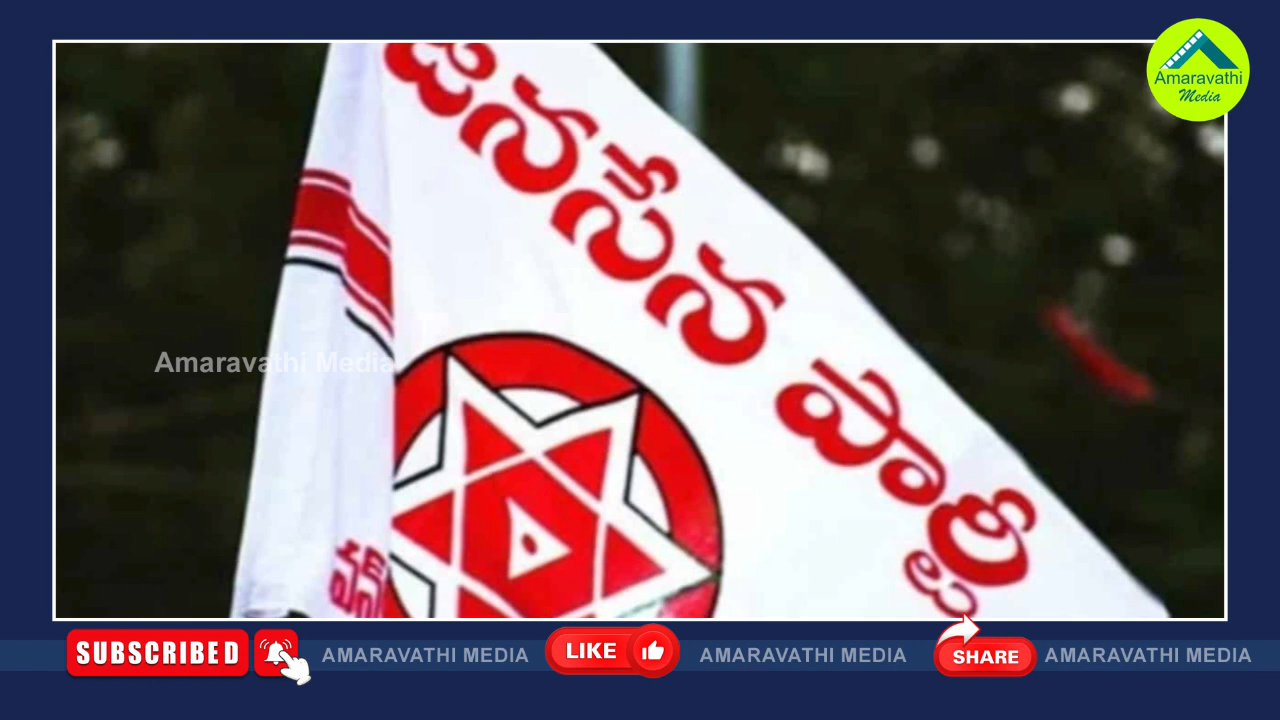 Amaravathi
Media
జనసేన పార్టీ
Amaravathi Media
SUBSCRIBED
AMARAVATHI MEDIA
LIKE
AMARAVATHI MEDIA
SHARE
AMARAVATHI MEDIA